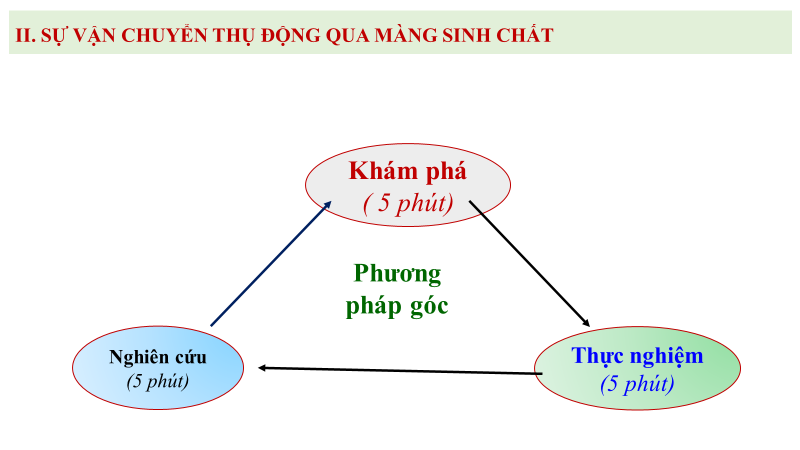 II. SỰ VẬN CHUYỂN THỤ ĐỘNG QUA MÀNG SINH CHẤT
Khám phá
( 5 phút)
Phương
pháp góc
Nghiên cứu
(5 phút)
Thực nghiệm
(5 phút)